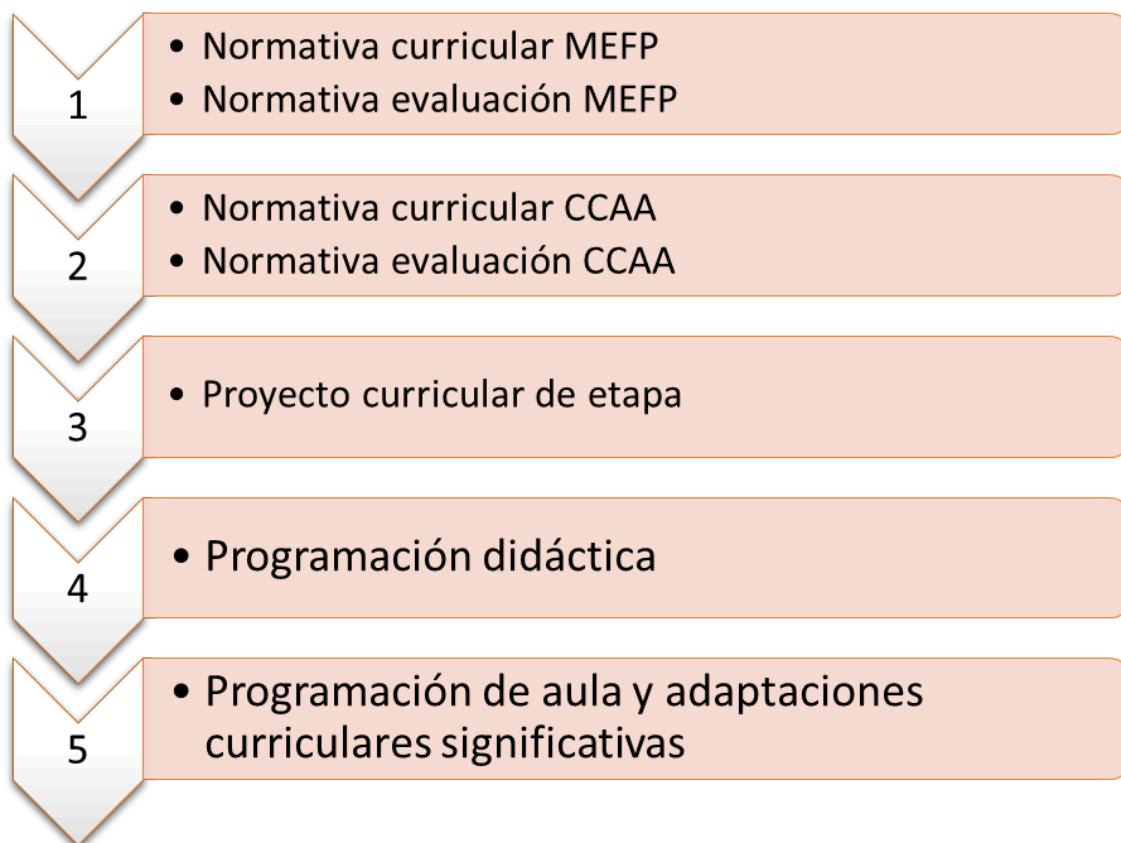 1
• Normativa curricular MEFP
• Normativa evaluación MEFP
2
• Normativa curricular CCAA
• Normativa evaluación CCAA
3
• Proyecto curricular de etapa
4
• Programación didáctica
5
• Programación de aula y adaptaciones
curriculares significativas